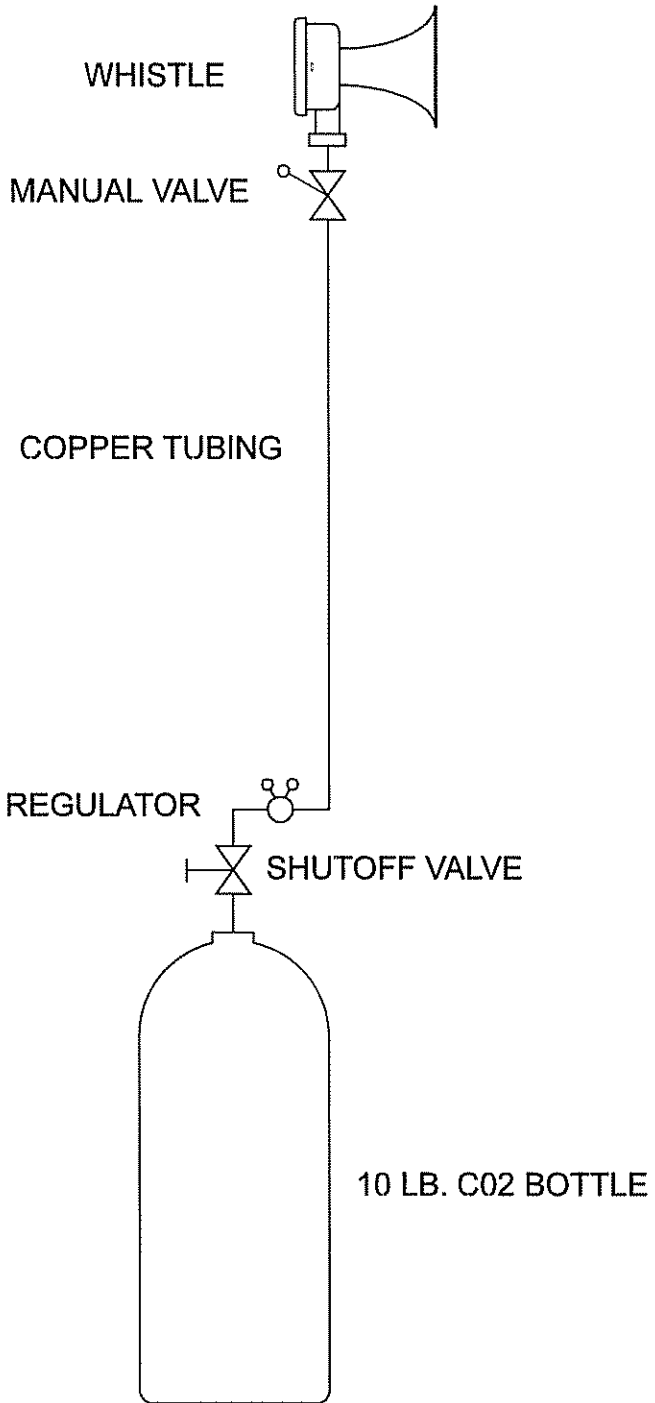 WHISTLE
MANUAL VALVE
COPPER TUBING
REGULATOR
SHUTOFF VALVE
10 LB. C02 BOTTLE